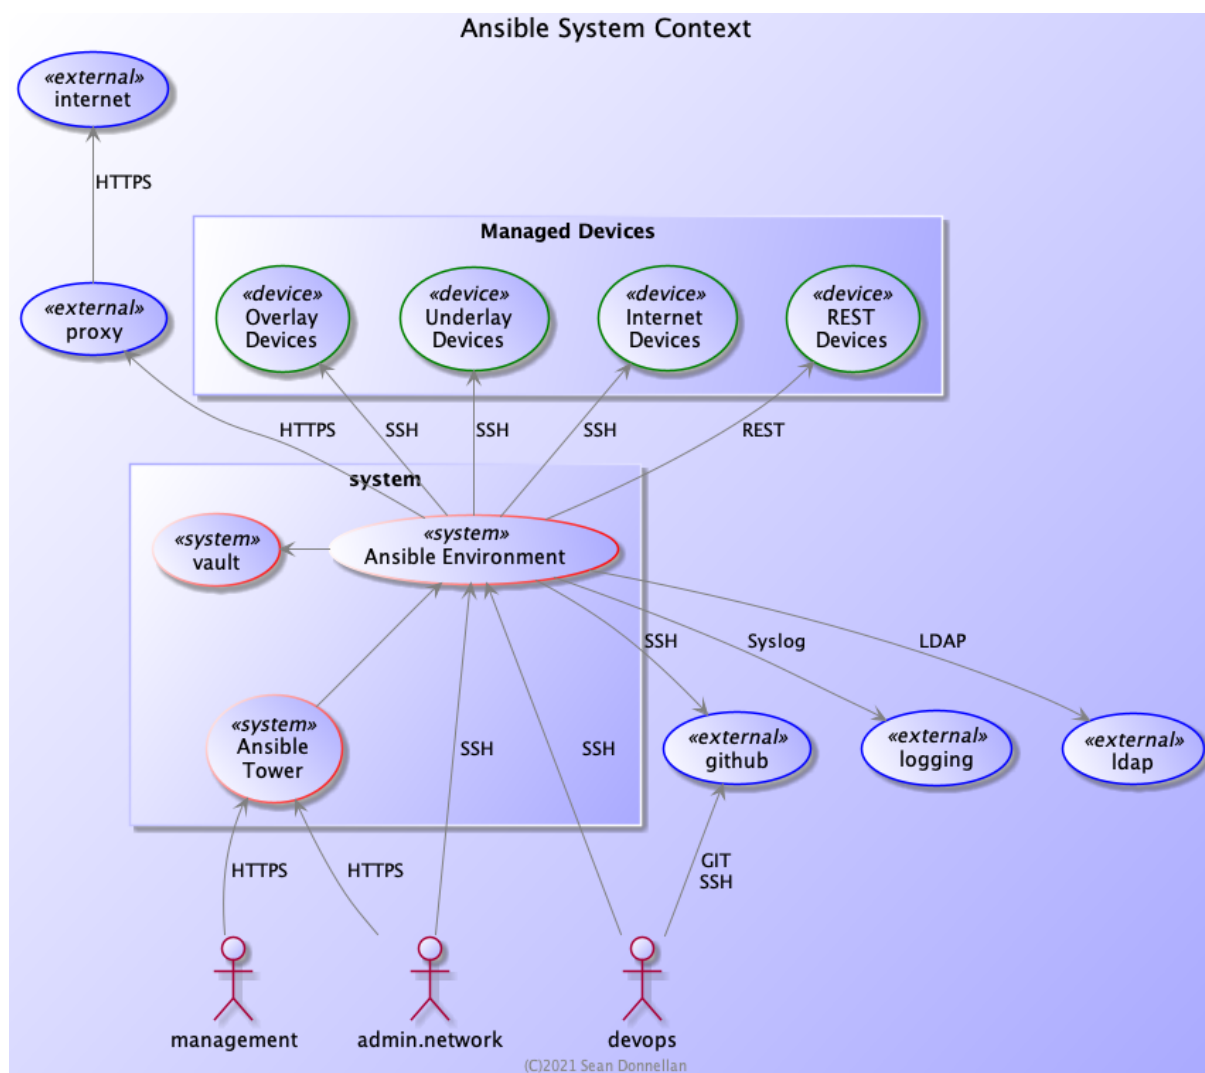 Ansible System Context
«external»
internet
HTTPS
Managed Devices
«external»
proxy
«device»
Overlay
Devices
«device»
Underlay
Devices
«device»
Internet
Devices
«device»
REST
Devices
HTTPS
SSH
SSH
SSH
REST
system
«system»
vault
«system»
Ansible Environment
SSH
Syslog
LDAP
«system»
Ansible
Tower
SSH
SSH
«external»
github
«external»
logging
«external»
ldap
HTTPS
HTTPS
GIT
SSH
management
admin.network
devops
(C)2021 Sean Donnellan